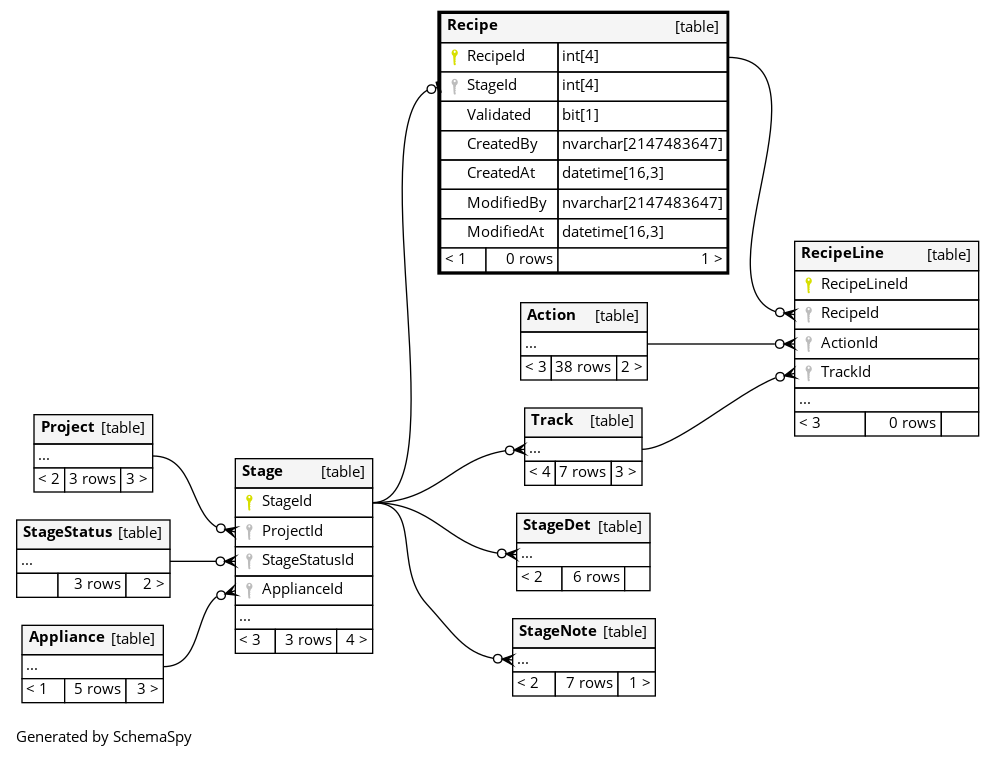 Recipe [table]
RecipeId int[4]
StageId int[4]
Validated bit[1]
CreatedBy nvarchar[2147483647]
CreatedAt datetime[16,3]
ModifiedBy nvarchar[2147483647]
ModifiedAt datetime[16,3]
< 1 0 rows 1 >
RecipeLine [table]
RecipeLineId
RecipeId
ActionId
TrackId
...
< 3 0 rows
Action [table]
...
< 3 38 rows 2 >
Track [table]
...
< 4 7 rows 3 >
Project [table]
...
< 2 3 rows 3 >
Stage [table]
StageId
ProjectId
StageStatusId
ApplianceId
...
< 3 3 rows 4 >
StageStatus [table]
...
3 rows 2 >
StageDet [table]
...
< 2 6 rows
Appliance [table]
...
< 1 5 rows 3 >
StageNote [table]
...
< 2 7 rows 1 >
Generated by SchemaSpy